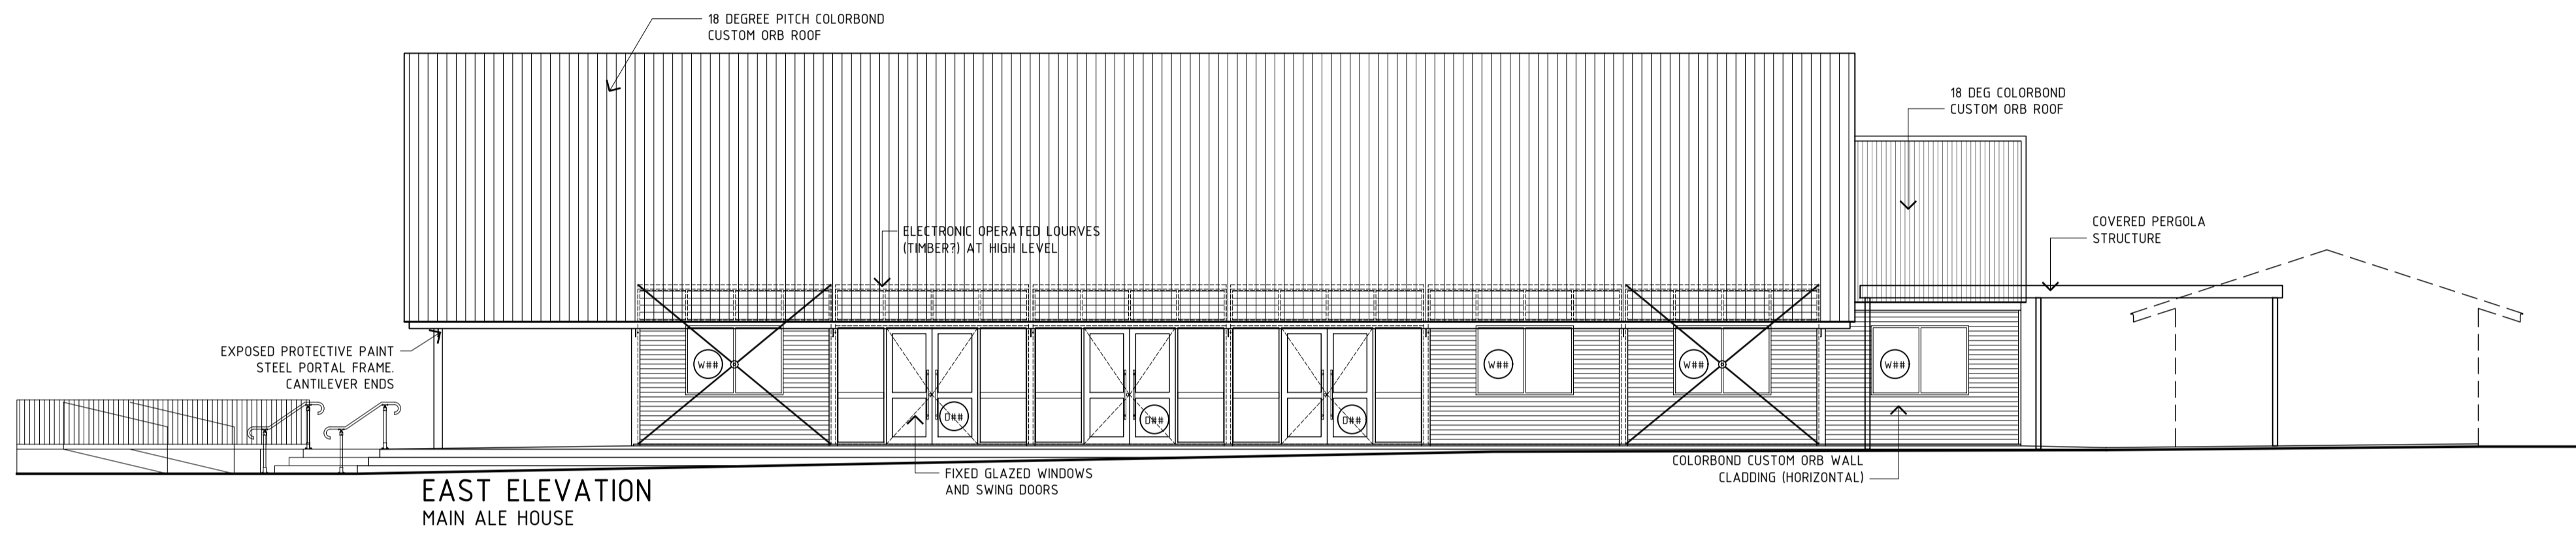 18 DEGREE PITCH COLORBOND
CUSTOM ORB ROOF
18 DEG COLORBOND
CUSTOM ORB ROOF
COVERED PERGOLA
STRUCTURE
ELECTRONIC OPERATED LOURVES
(TIMBER?) AT HIGH LEVEL
EXPOSED PROTECTIVE PAINT
STEEL PORTAL FRAME.
CANTILEVER ENDS
W##
W##
W##
W##
D##
D##
D##
FIXED GLAZED WINDOWS
AND SWING DOORS
COLORBOND CUSTOM ORB WALL
CLADDING (HORIZONTAL)
EAST ELEVATION
MAIN ALE HOUSE